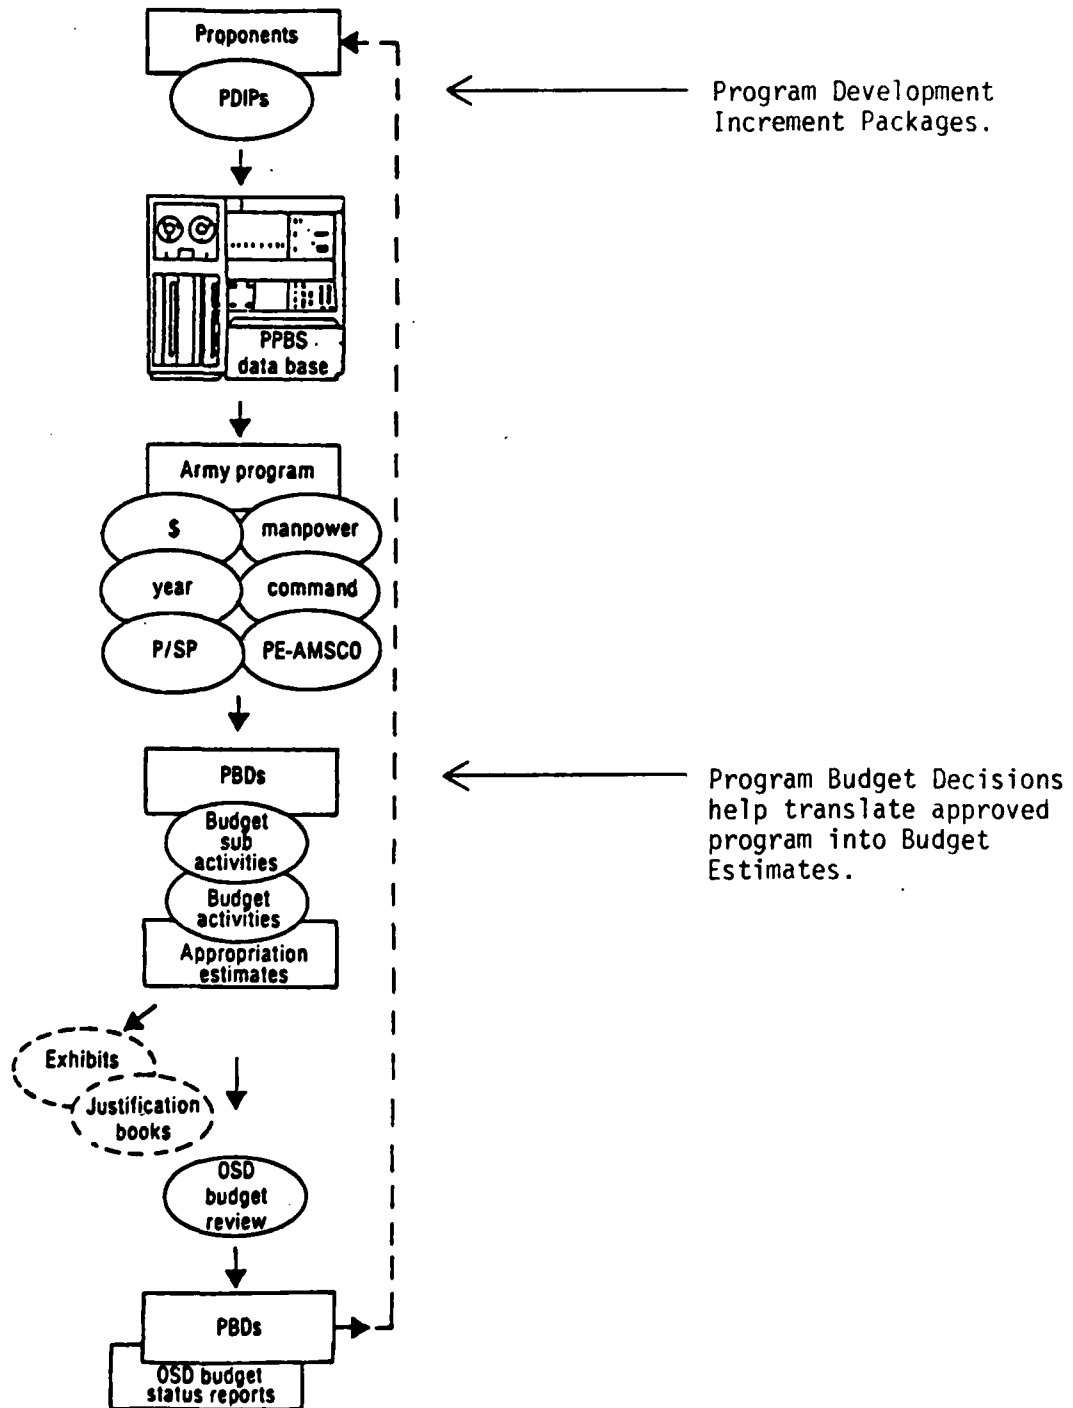 Proponents
PDIPs
Program Development
Increment Packages.
PPBS
data base
Army program
$
manpower
year
command
P/SP
PE-AMSCO
PBDs
Budget
sub
activities
Budget
activities
Appropriation
estimates
Program Budget Decisions
help translate approved
program into Budget
Estimates.
Exhibits
Justification
books
OSD
budget
review
PBDs
OSD budget
status reports